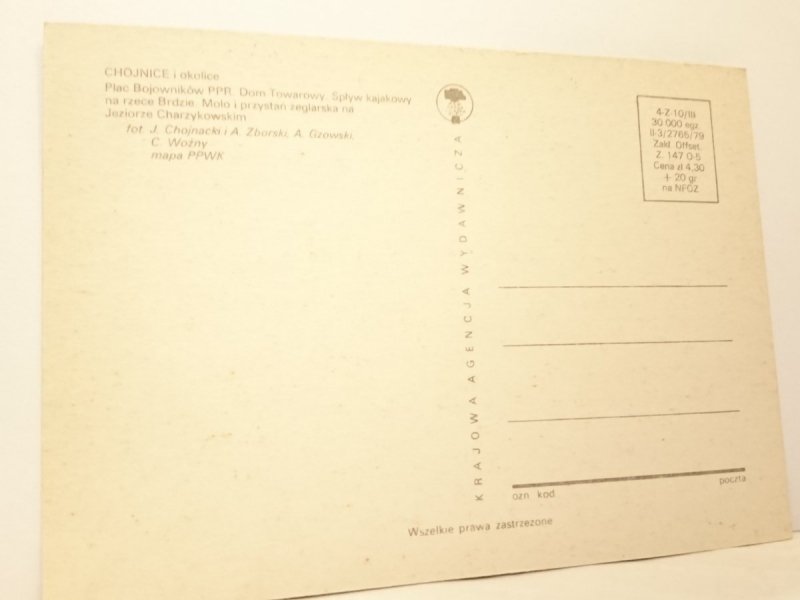 CHOJNICE i okolice
Plac Bojowników PPR. Dom Towarowy. Spływ kajakowy
na rzece Brdzie. Molo i przystań żeglarska na
Jeziorze Charzykowskim
fot. J. Chojnacki i A. Zborski, A. Gzowski,
C. Woźny
mapa PPWK
KRAJOWA AGENCJA WYDAWNICZA
4-Z-10/III
30 000 egz.
II-3/2765/79
Zakł. Offset.
Z. 147 0-5
Cena zł 4,30
+ 20 gr
na NFOZ
ozn. kod.
poczta
Wszelkie prawa zastrzeżone